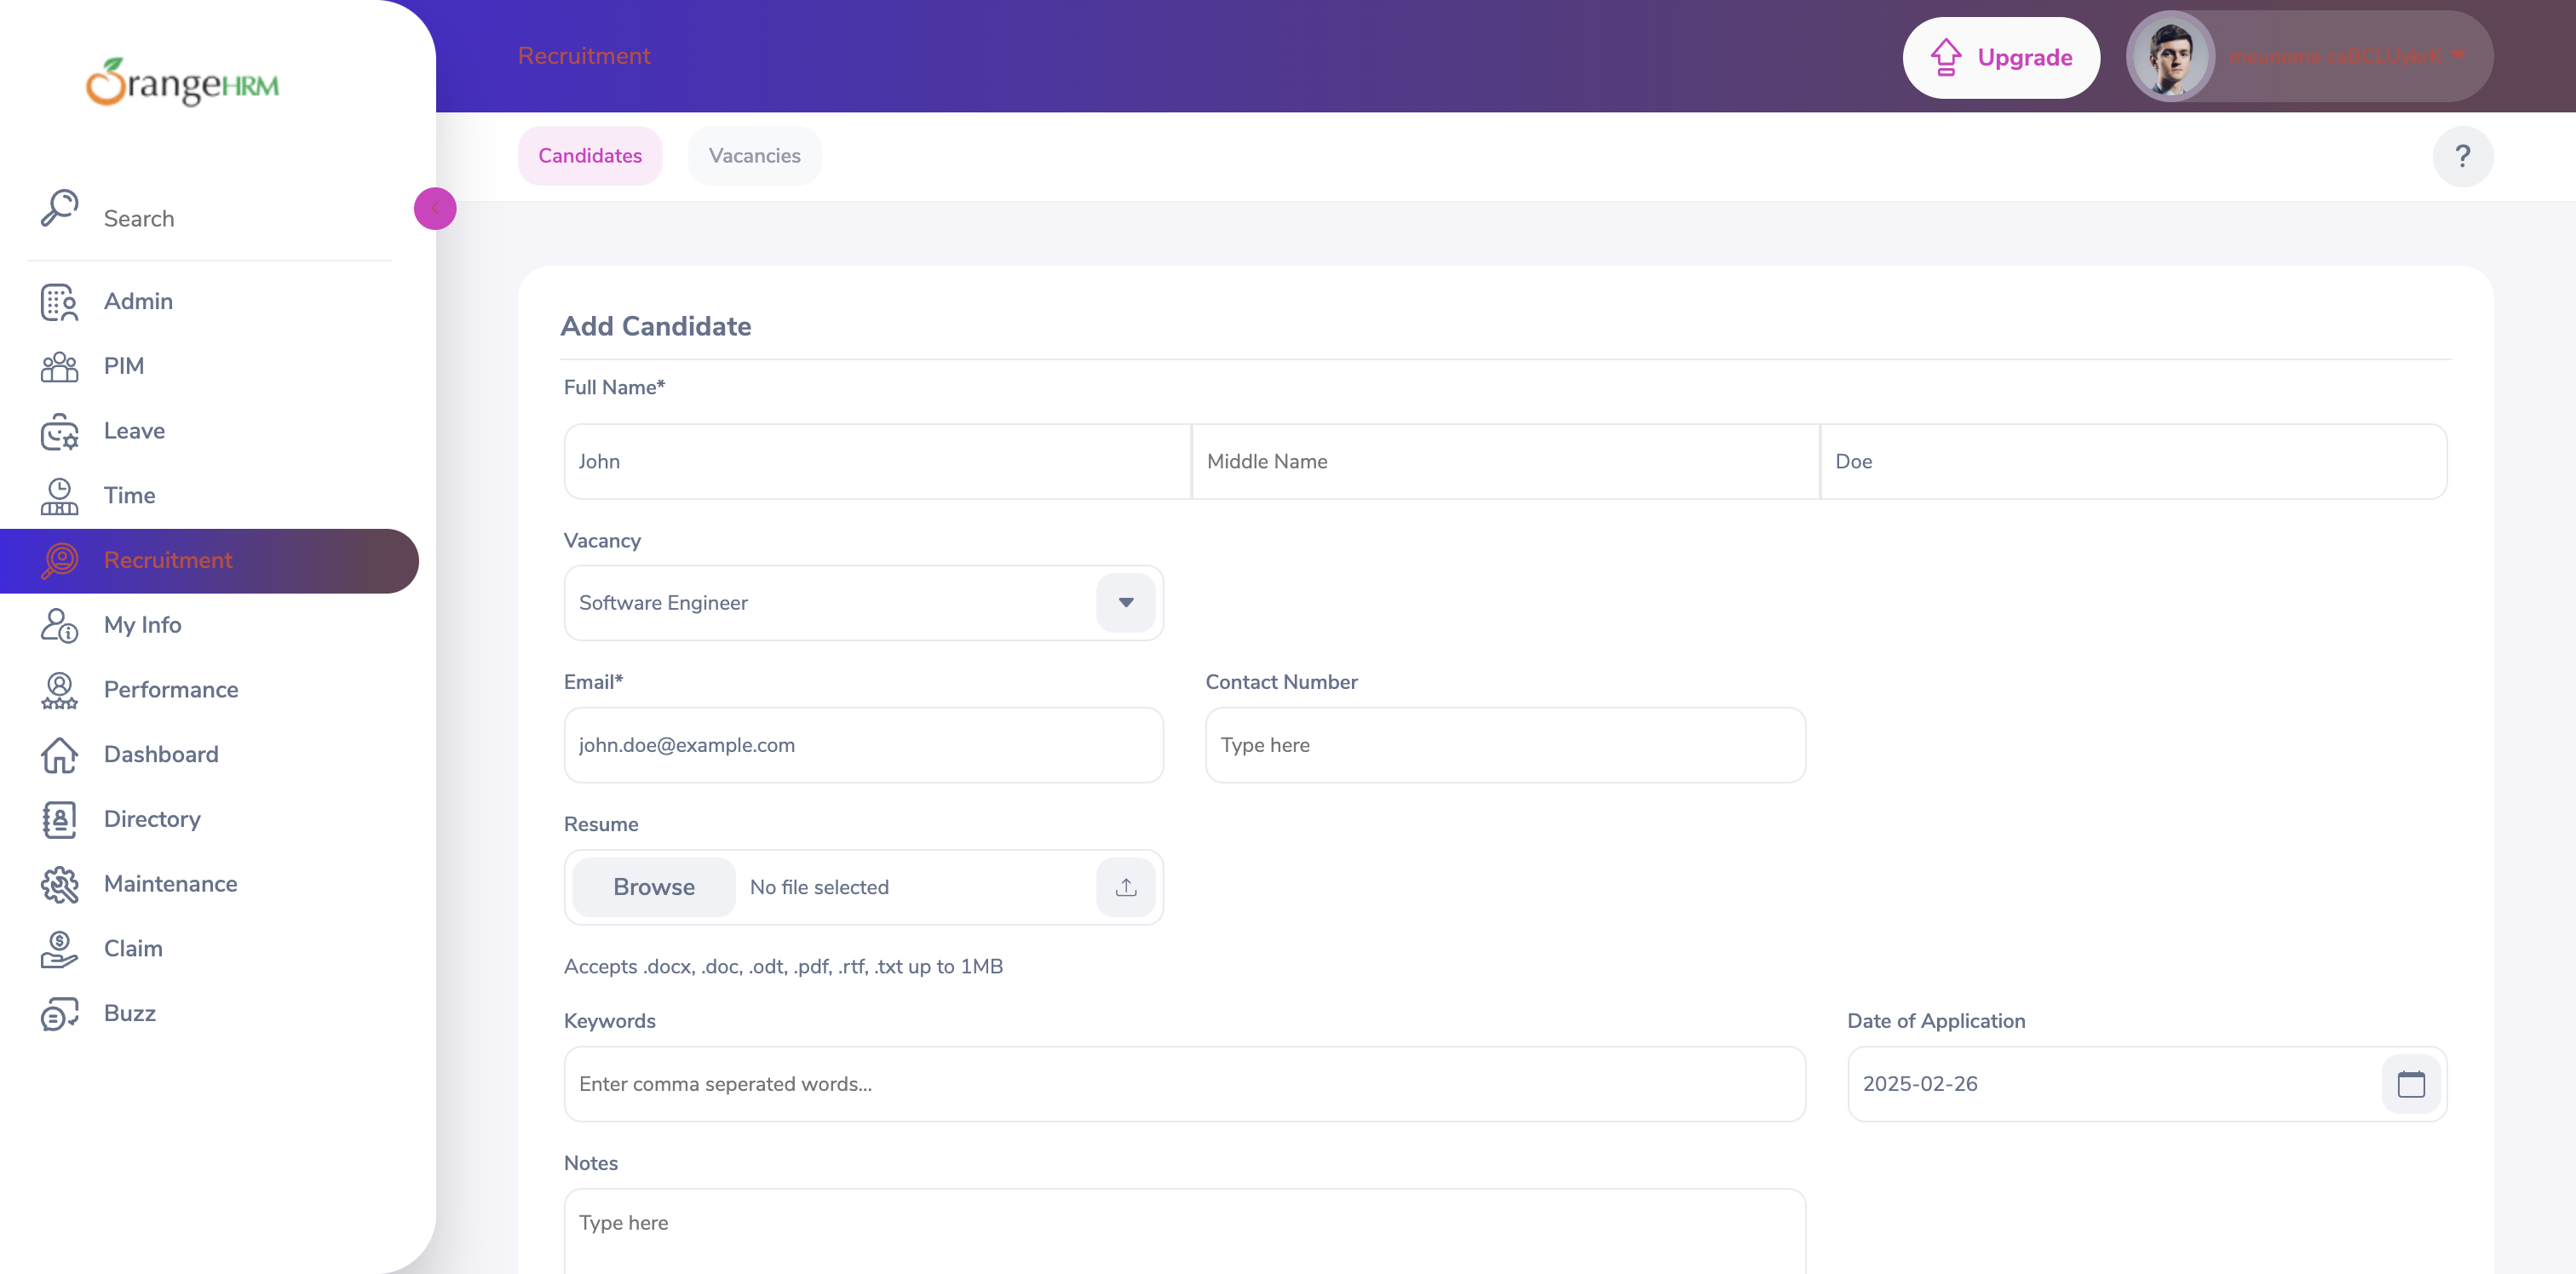 OrangeHRM
Search
Admin
PIM
Leave
Time
Recruitment
My Info
Performance
Dashboard
Directory
Maintenance
Claim
Buzz
Recruitment
Upgrade
Candidates
Vacancies
?
Add Candidate
Full Name*
John
Middle Name
Doe
Vacancy
Software Engineer
Email*
Contact Number
john.doe@example.com
Type here
Resume
Browse
No file selected
Accepts .docx, .doc, .odt, .pdf, .rtf, .txt up to 1MB
Keywords
Date of Application
Enter comma seperated words...
2025-02-26
Notes
Type here